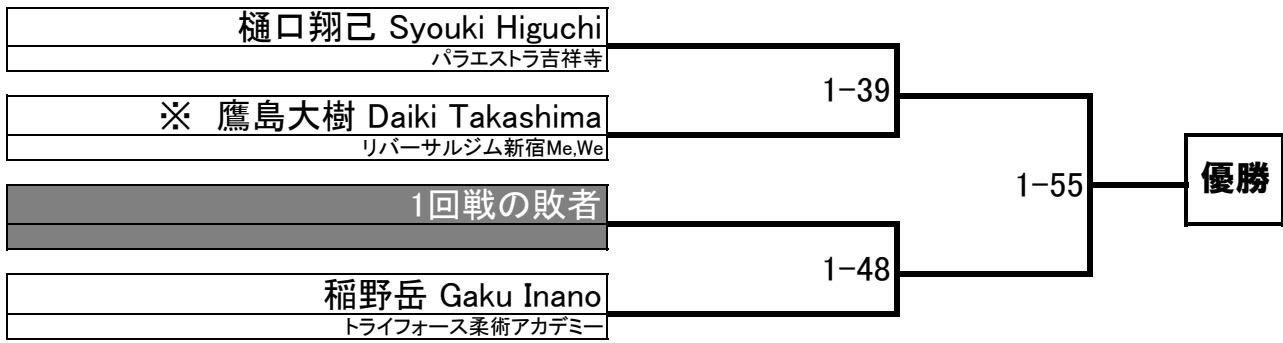 樋口翔己 Syouki Higuchi
パラエストラ吉祥寺
1-39
※ 鷹島大樹 Daiki Takashima
リバーサルジム新宿Me,We
1-55
優勝
1回戦の敗者
1-48
稲野岳 Gaku Inano
トライフォース柔術アカデミー